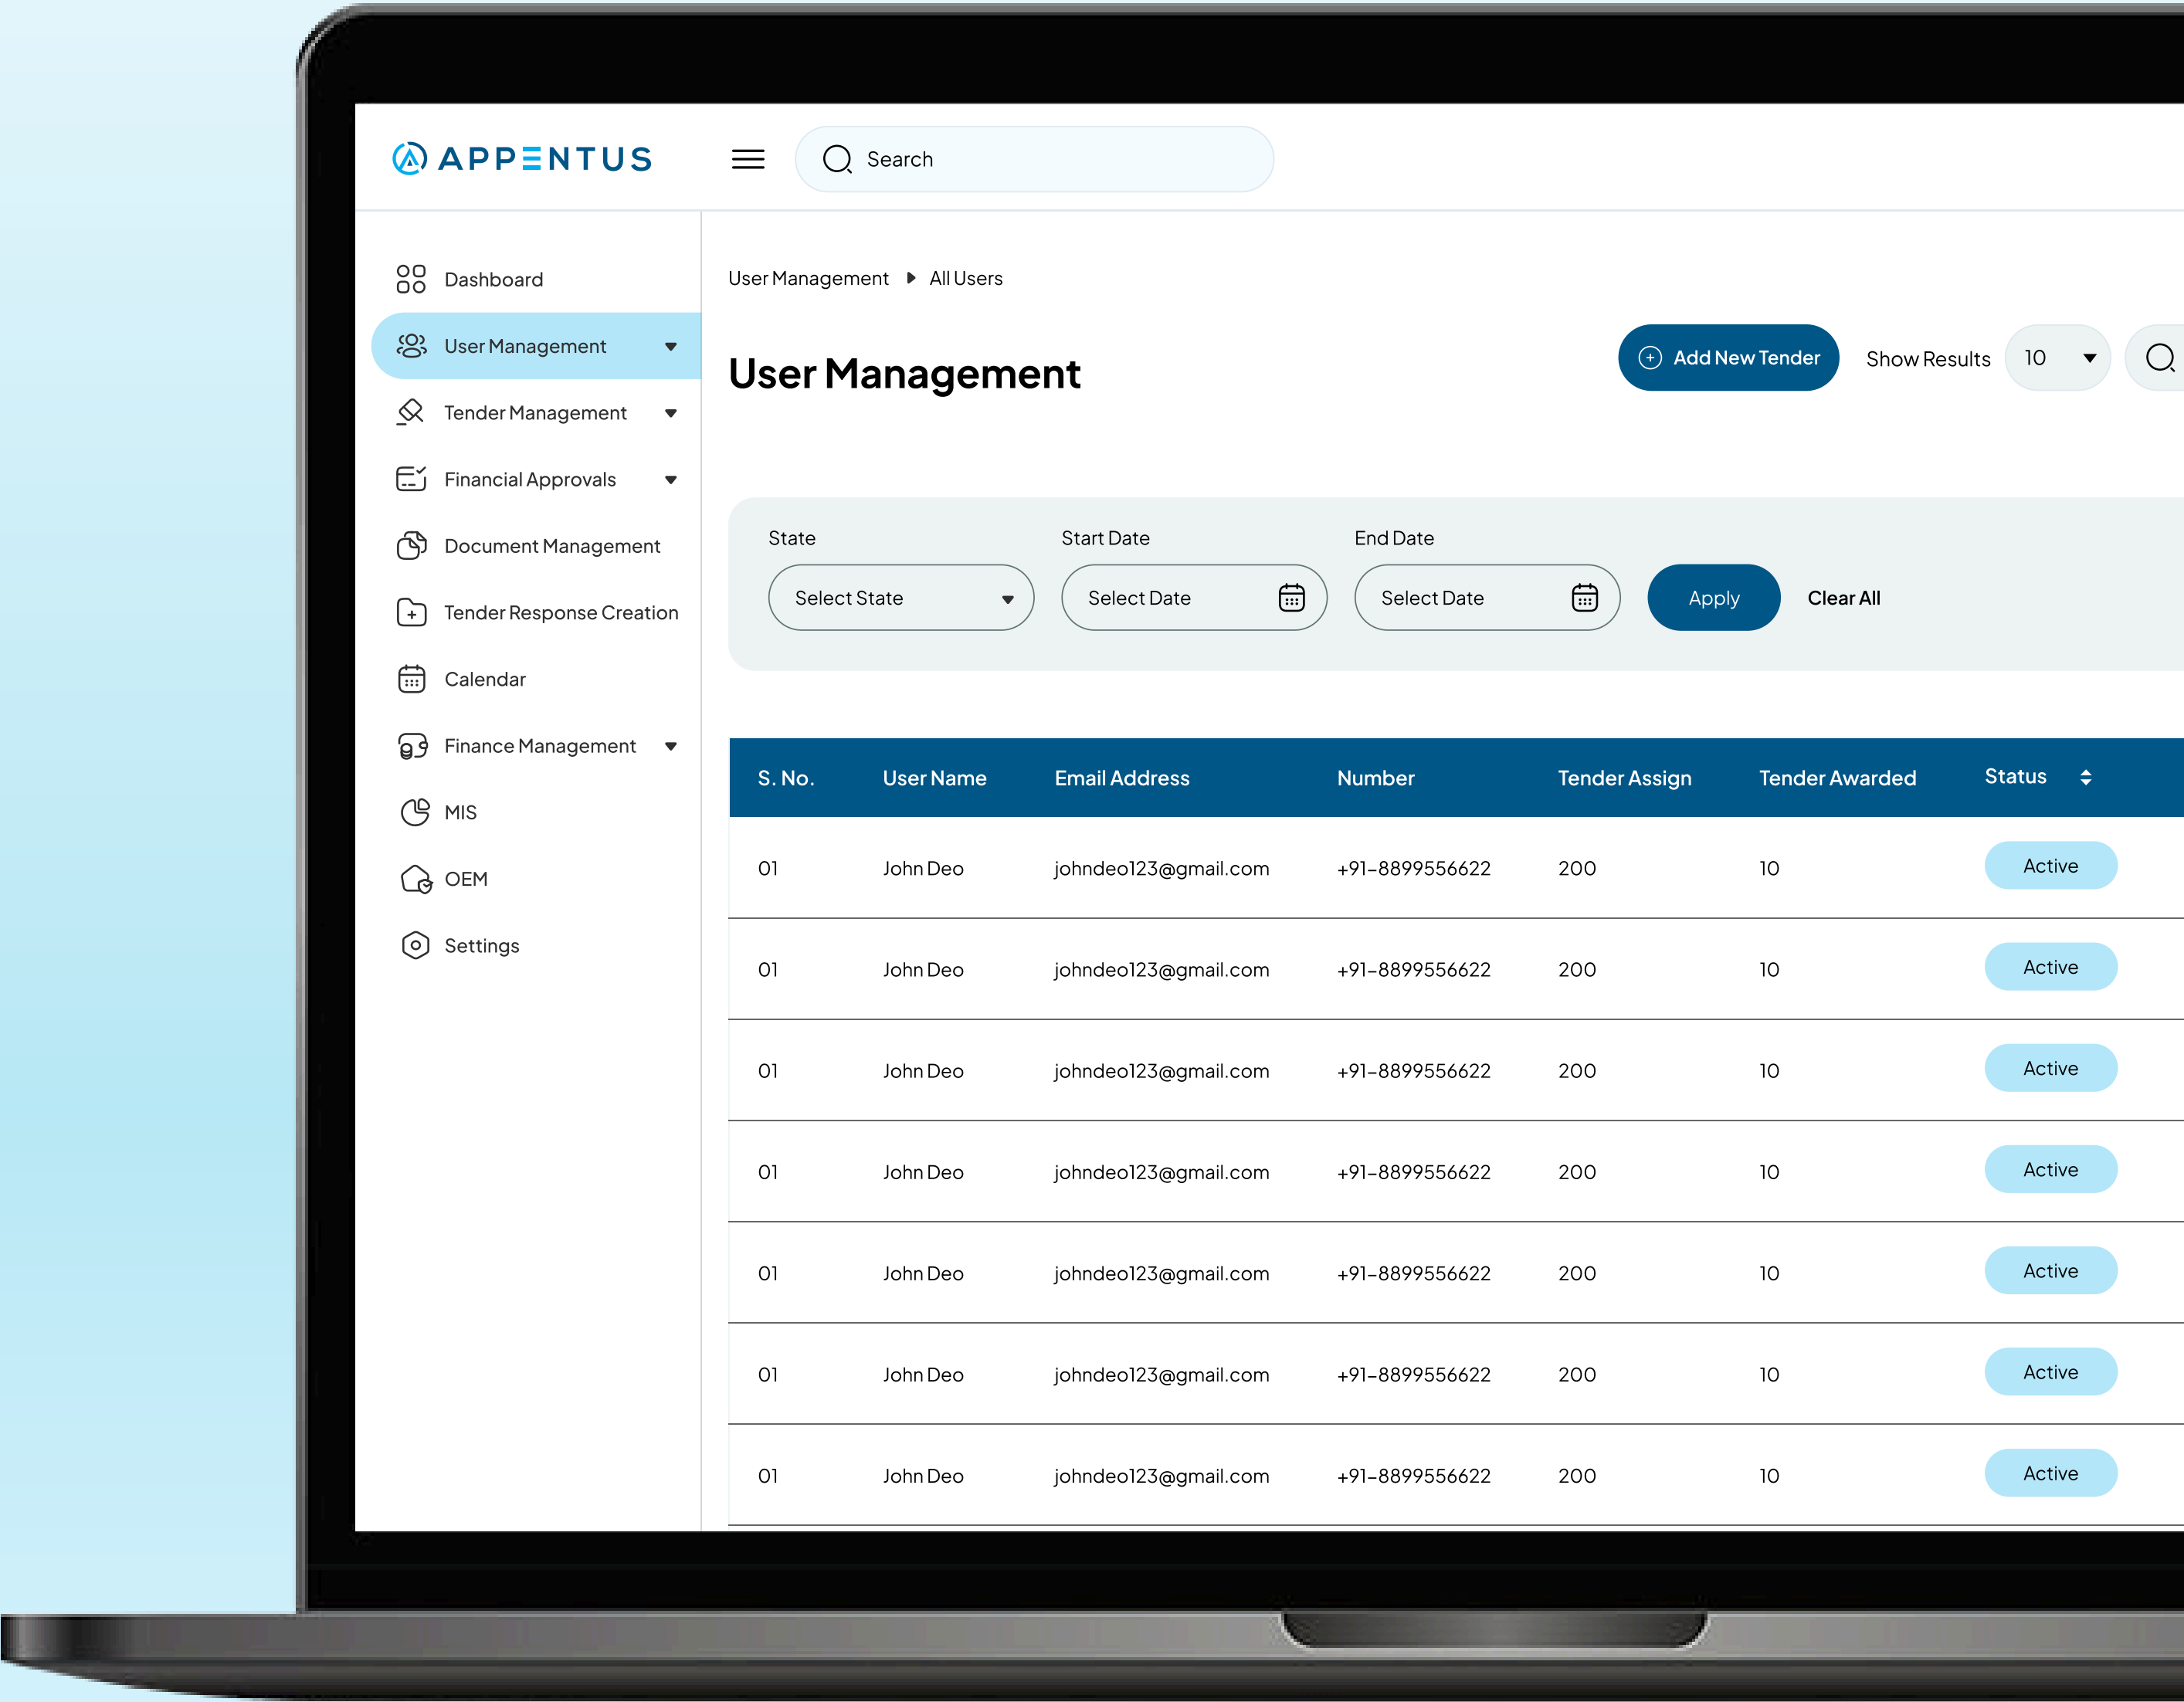 APPENTUS
Search
Dashboard
User Management
Tender Management
Financial Approvals
Document Management
Tender Response Creation
Calendar
Finance Management
MIS
OEM
Settings
User Management All Users
User Management
Add New Tender Show Results 10
State Start Date End Date
Select State Select Date Select Date Apply Clear All
S. No. User Name Email Address Number Tender Assign Tender Awarded Status
01 John Deo johndeo123@gmail.com +91-8899556622 200 10 Active
01 John Deo johndeo123@gmail.com +91-8899556622 200 10 Active
01 John Deo johndeo123@gmail.com +91-8899556622 200 10 Active
01 John Deo johndeo123@gmail.com +91-8899556622 200 10 Active
01 John Deo johndeo123@gmail.com +91-8899556622 200 10 Active
01 John Deo johndeo123@gmail.com +91-8899556622 200 10 Active
01 John Deo johndeo123@gmail.com +91-8899556622 200 10 Active